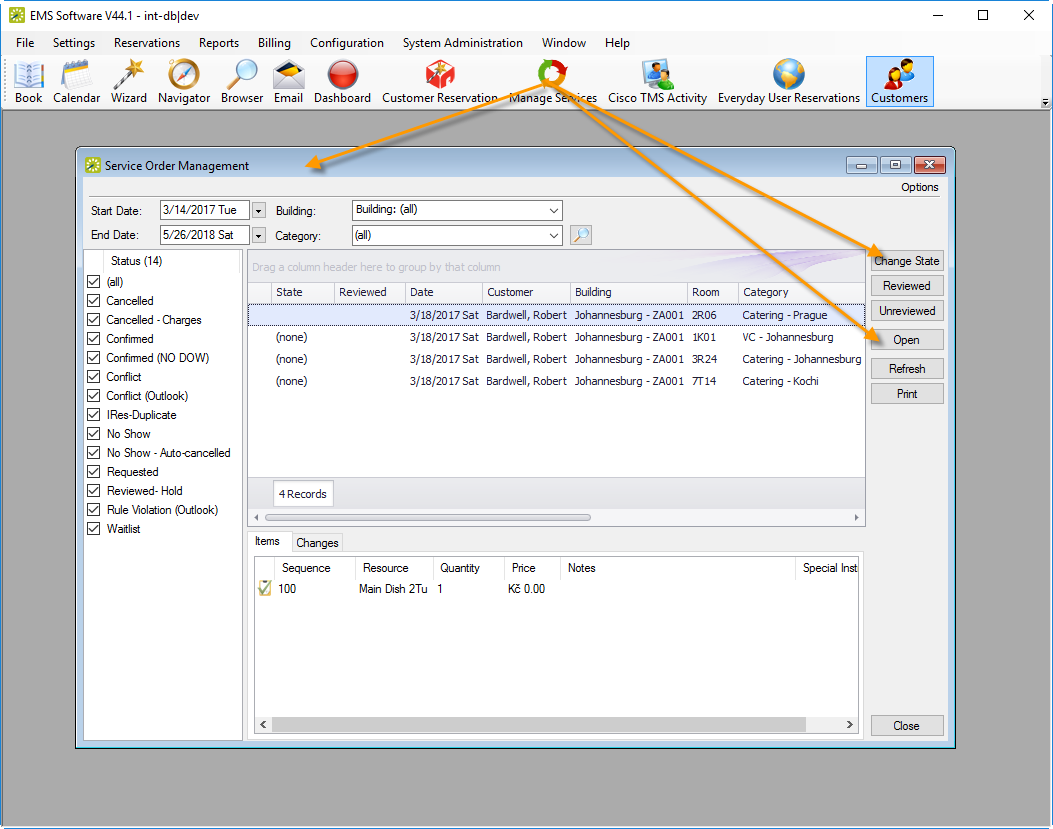 EMS Software V44.1 - int-db|dev
File Settings Reservations Reports Billing Configuration System Administration Window Help
Book Calendar Wizard Navigator Browser Email Dashboard Customer Reservation Manage Services Cisco TMS Activity Everyday User Reservations Customers
Service Order Management
Options
Start Date: 3/14/2017 Tue Building: Building: (all)
End Date: 5/26/2018 Sat Category: (all)
Status (14)
(all)
Cancelled
Cancelled - Charges
Confirmed
Confirmed (NO DOW)
Conflict
Conflict (Outlook)
IRes-Duplicate
No Show
No Show - Auto-cancelled
Requested
Reviewed- Hold
Rule Violation (Outlook)
Waitlist
Drag a column header here to group by that column
State Reviewed Date Customer Building Room Category
3/18/2017 Sat Bardwell, Robert Johannesburg - ZA001 2R06 Catering - Prague
(none) 3/18/2017 Sat Bardwell, Robert Johannesburg - ZA001 1K01 VC - Johannesburg
(none) 3/18/2017 Sat Bardwell, Robert Johannesburg - ZA001 3R24 Catering - Johannesburg
(none) 3/18/2017 Sat Bardwell, Robert Johannesburg - ZA001 7T14 Catering - Kochi
4 Records
Items Changes
Sequence Resource Quantity Price Notes Special Inst
100 Main Dish 2Tu 1 Kč 0.00
Change State
Reviewed
Unreviewed
Open
Refresh
Print
Close